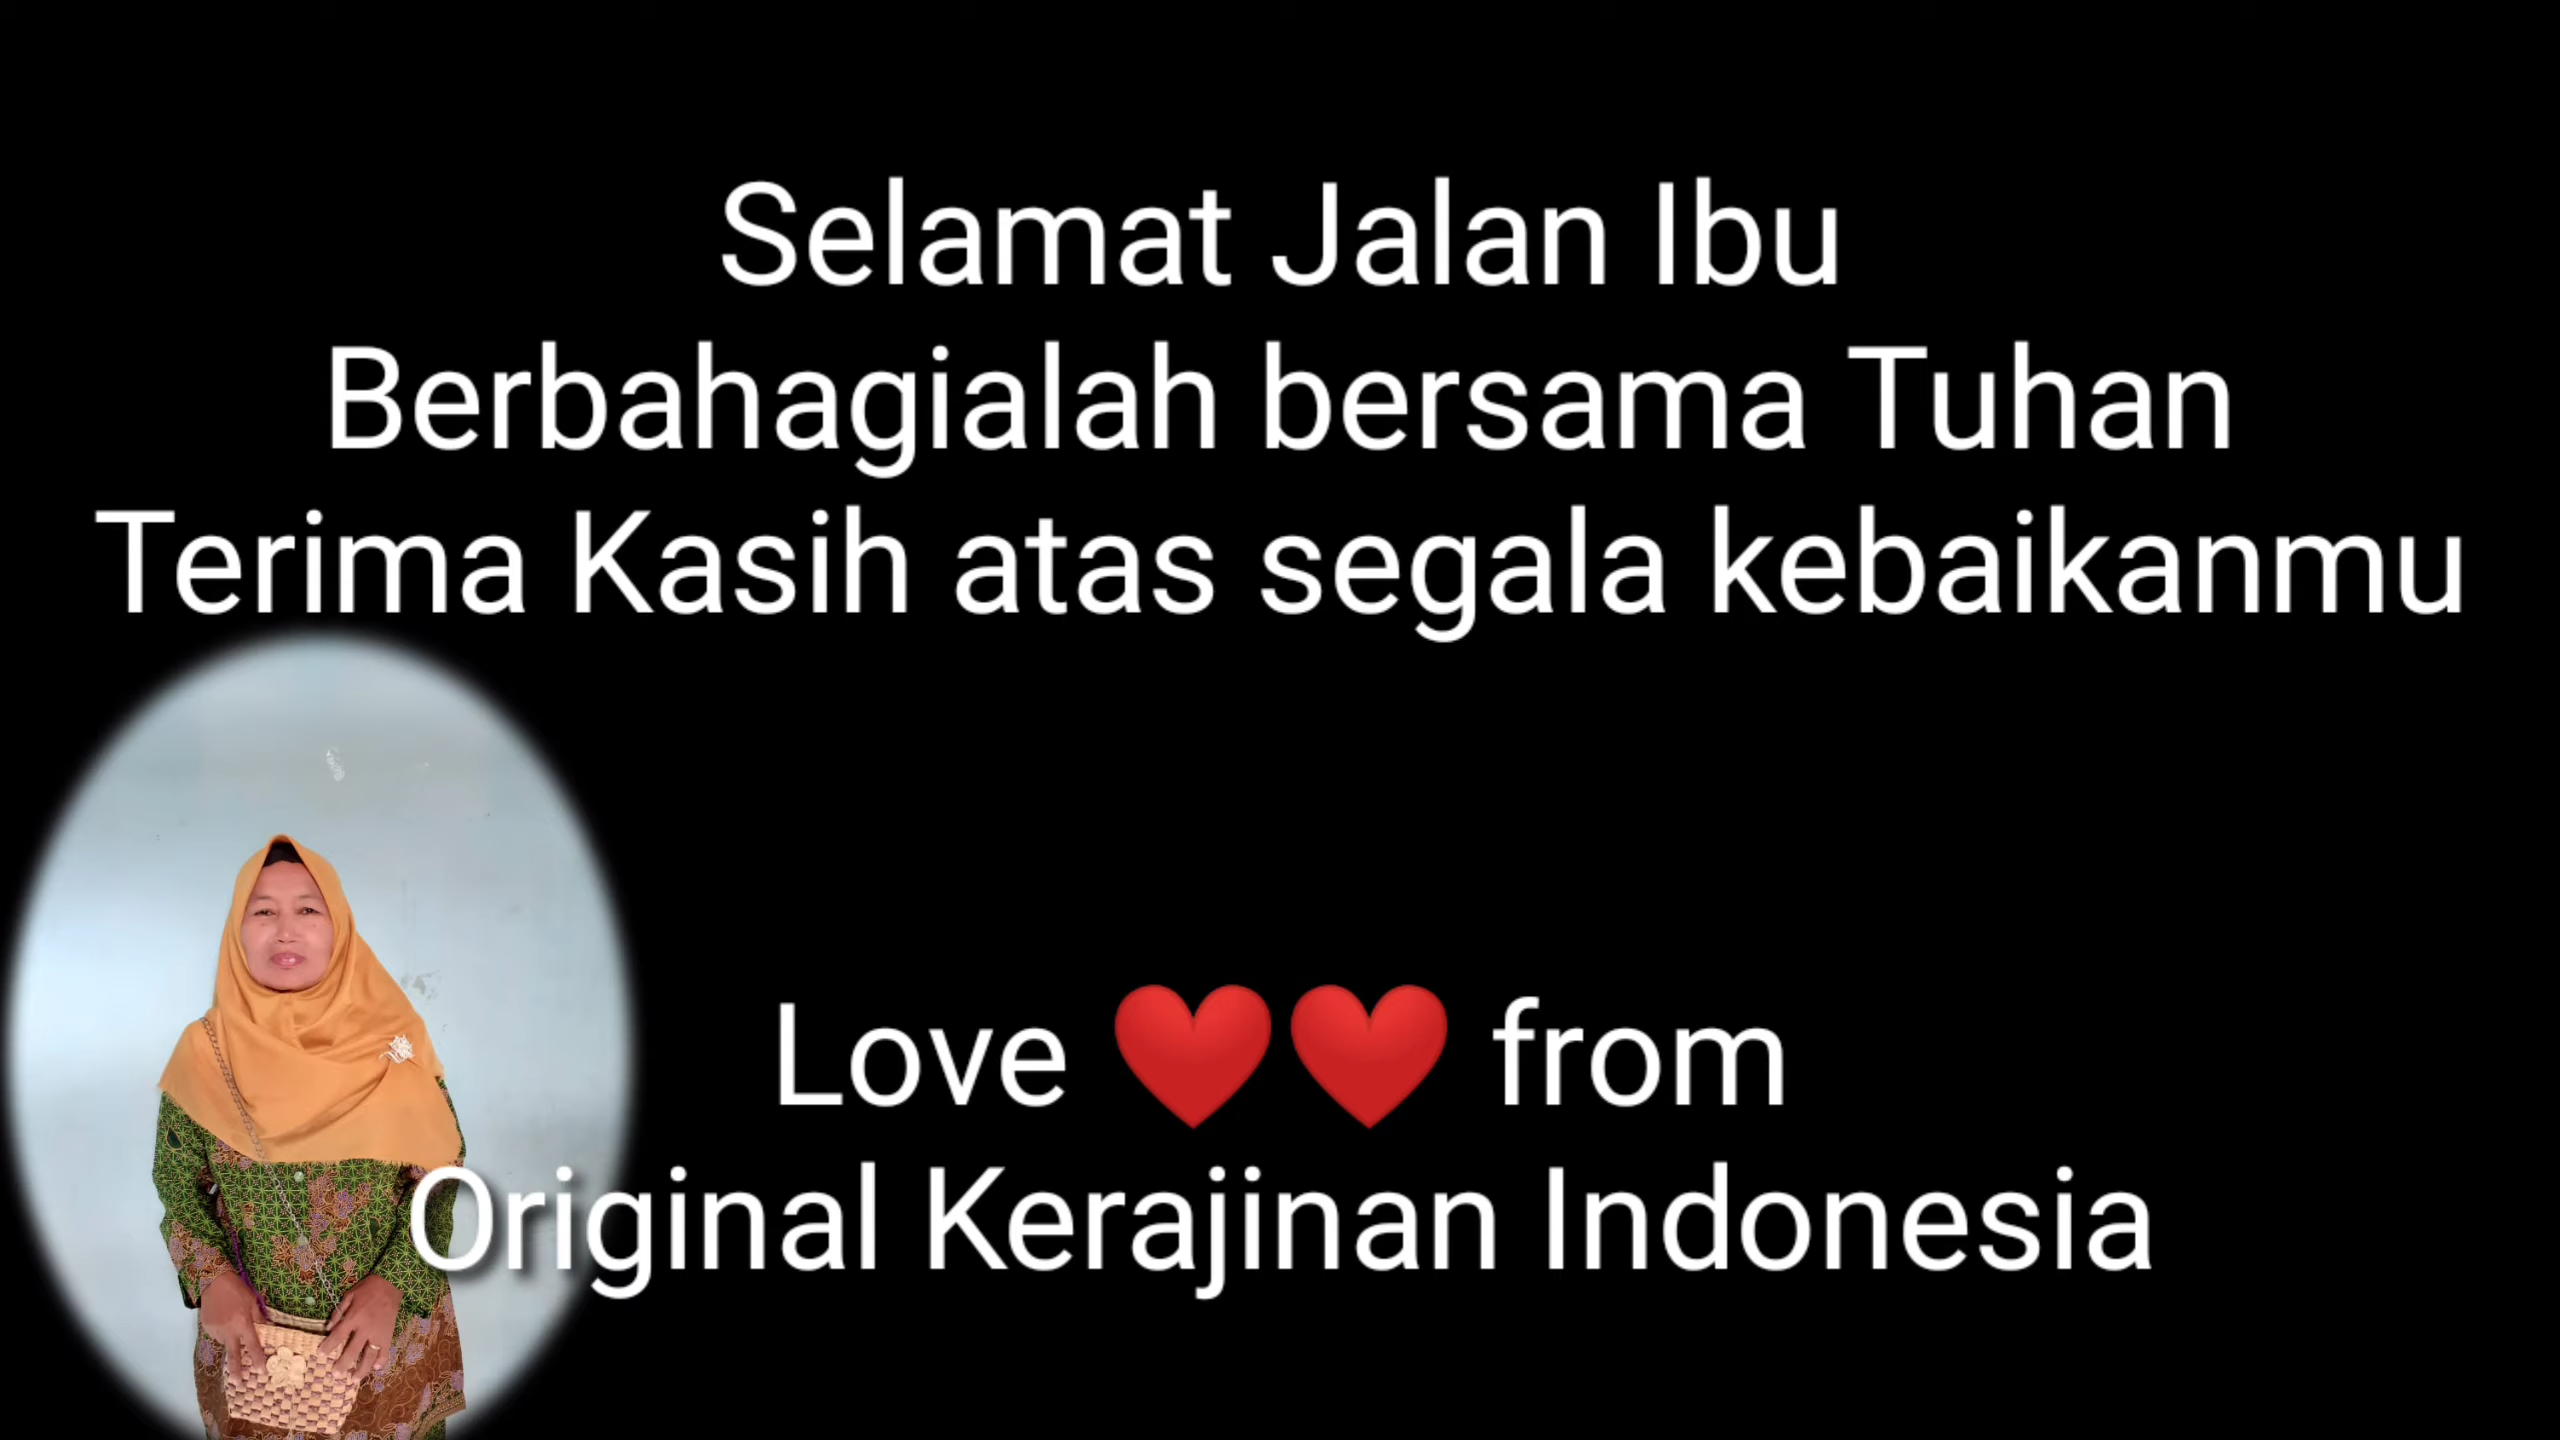 Selamat Jalan Ibu
Berbahagialah bersama Tuhan
Terima Kasih atas segala kebaikanmu
Love ❤️❤️ from
Original Kerajinan Indonesia